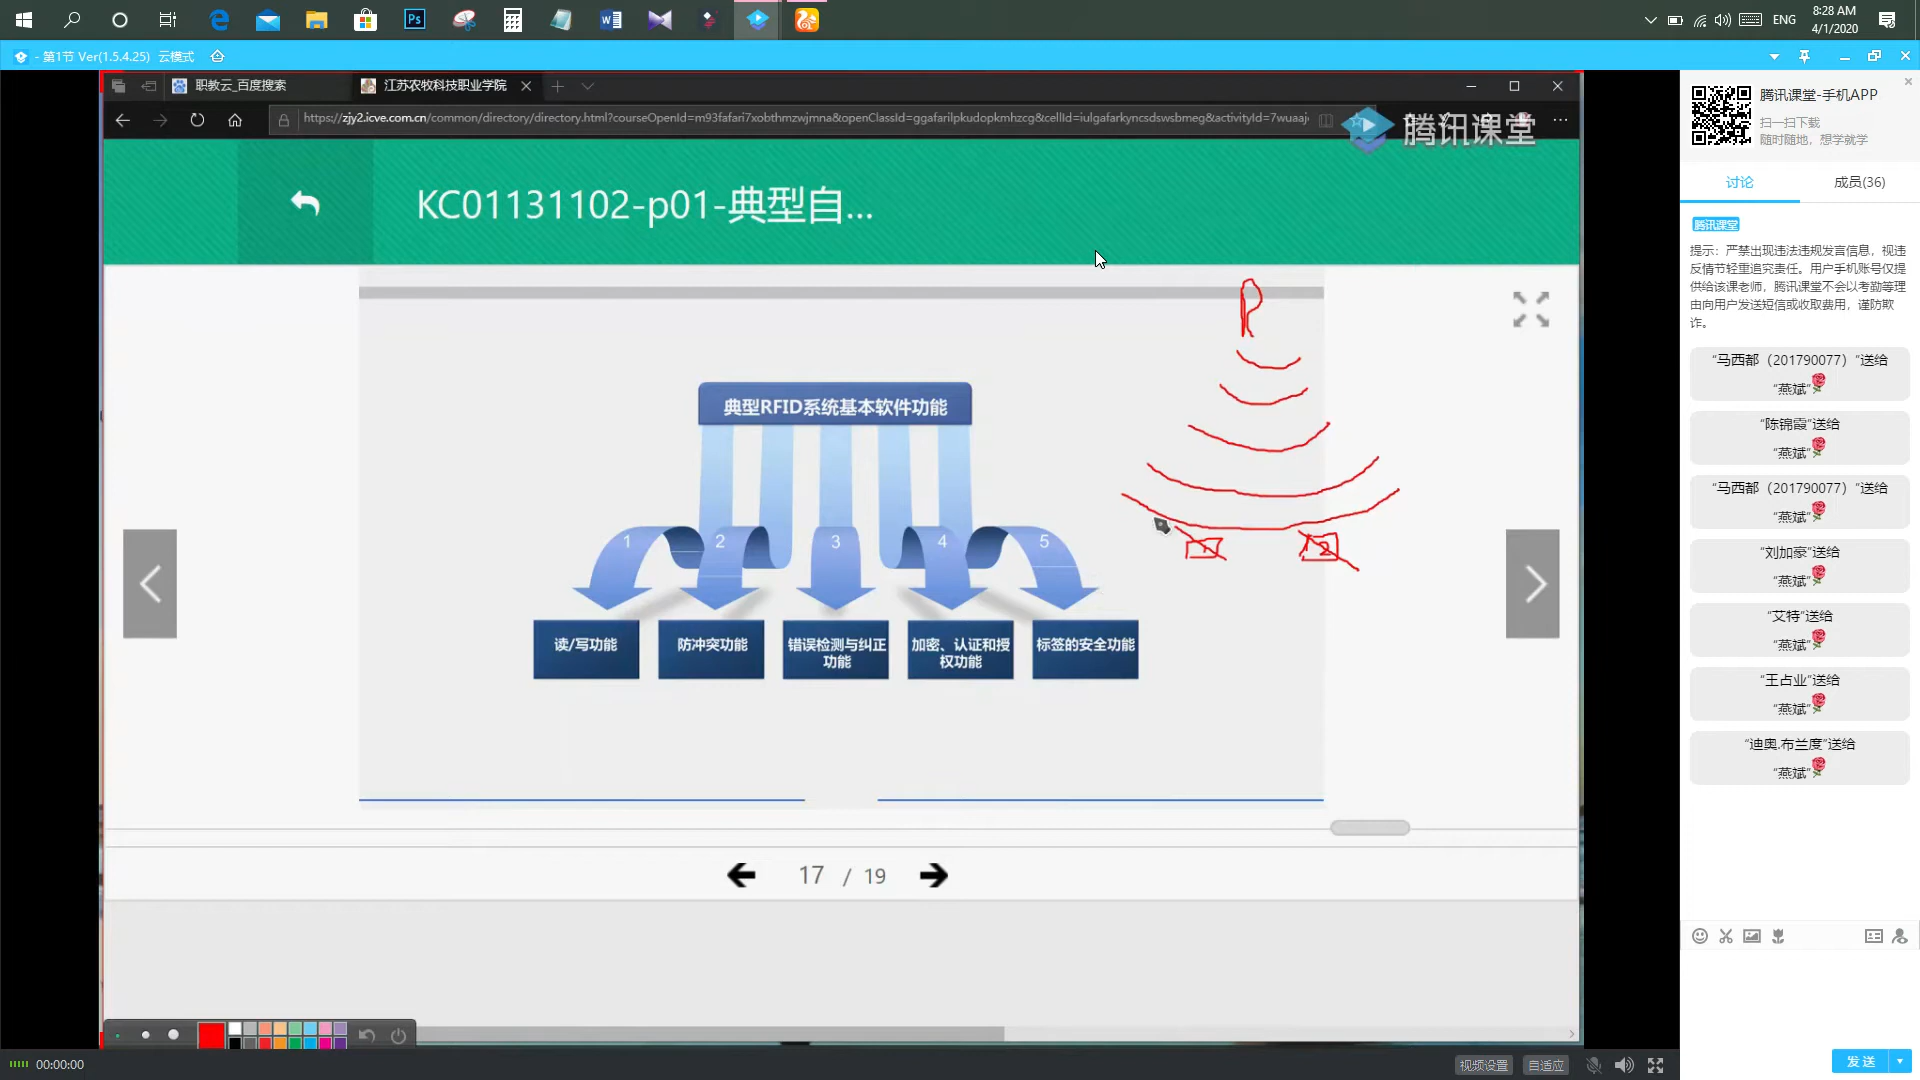 8:28 AM
ENG
4/1/2020
- 第1节 Ver(1.5.4.25) 云模式
职教云_百度搜索
江苏农牧科技职业学院
https://zjy2.icve.com.cn/common/directory/directory.html?courseOpenId=m93fafari7xobthmzwjmna&openClassId=ggafarilpkudopkmhzcg&cellId=iulgafarkyncsdswsbmeg&activityId=7wuaaj
腾讯课堂
KC01131102-p01-典型自...
P
典型RFID系统基本软件功能
1
2
3
4
5
1
2
读/写功能
防冲突功能
错误检测与纠正
功能
加密、认证和授
权功能
标签的安全功能
17 / 19
00:00:00
视频设置
自适应
腾讯课堂-手机APP
扫一扫下载
随时随地，想学就学
讨论
成员(36)
腾讯课堂
提示：严禁出现违法违规发言信息，视违
反情节轻重追究责任。用户手机账号仅提
供给该课老师，腾讯课堂不会以考勤等理
由向用户发送短信或收取费用，谨防欺
诈。
“马西都（201790077）”送给
“燕斌”
“陈锦霞”送给
“燕斌”
“马西都（201790077）”送给
“燕斌”
“刘加豪”送给
“燕斌”
“艾特”送给
“燕斌”
“王占业”送给
“燕斌”
“迪奥.布兰度”送给
“燕斌”
发送